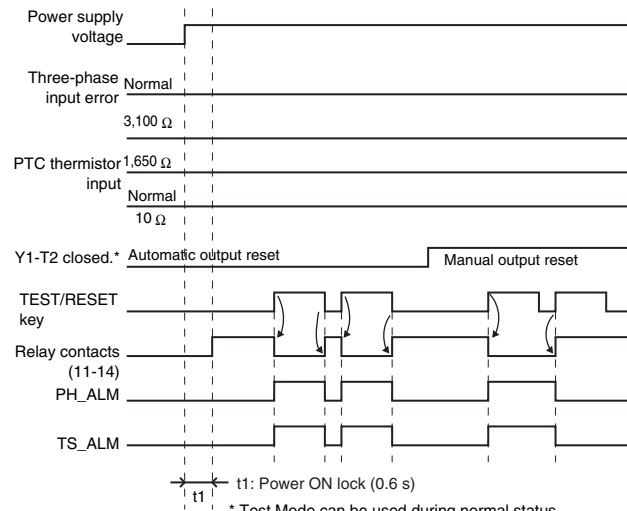 Power supply
voltage
Three-phase
input error
Normal
3,100 Ω
PTC thermistor
input
1,650 Ω
Normal
10 Ω
Y1-T2 closed.*
Automatic output reset
Manual output reset
TEST/RESET
key
Relay contacts
(11-14)
PH_ALM
TS_ALM
t1
t1: Power ON lock (0.6 s)
* Test Mode can be used during normal status